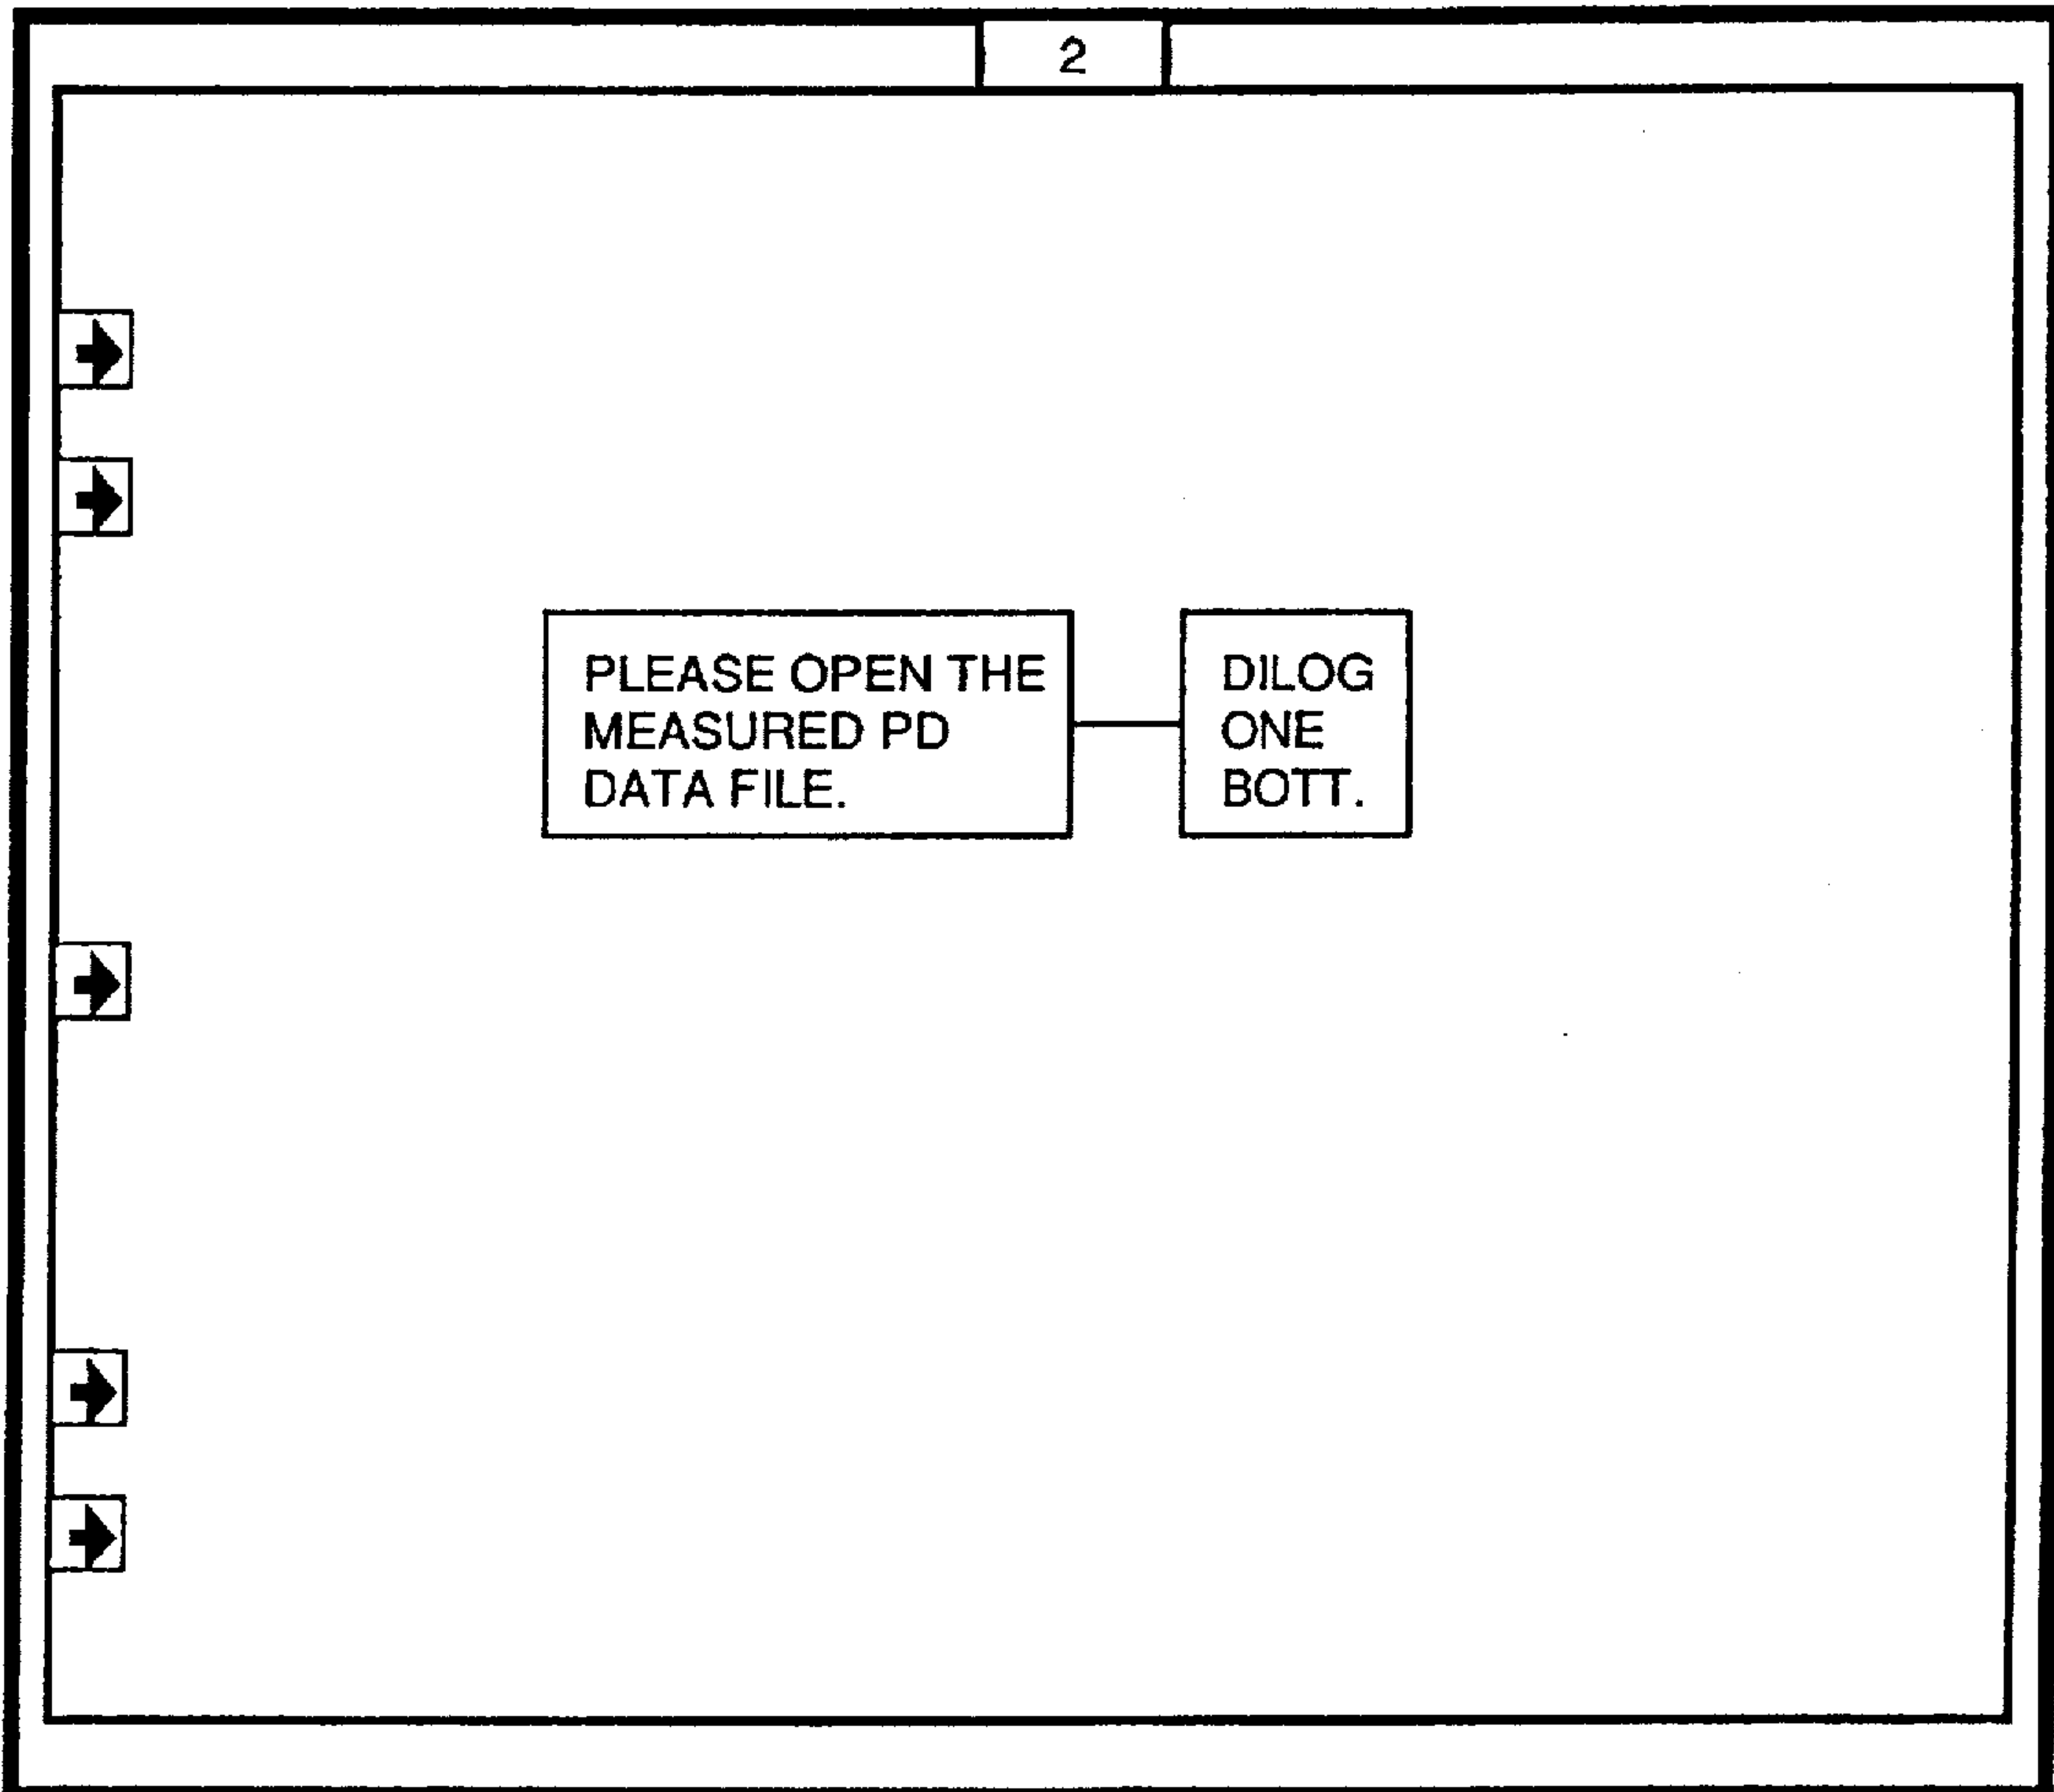 2
PLEASE OPEN THE
MEASURED PD
DATA FILE.
DILOG
ONE
BOTT.